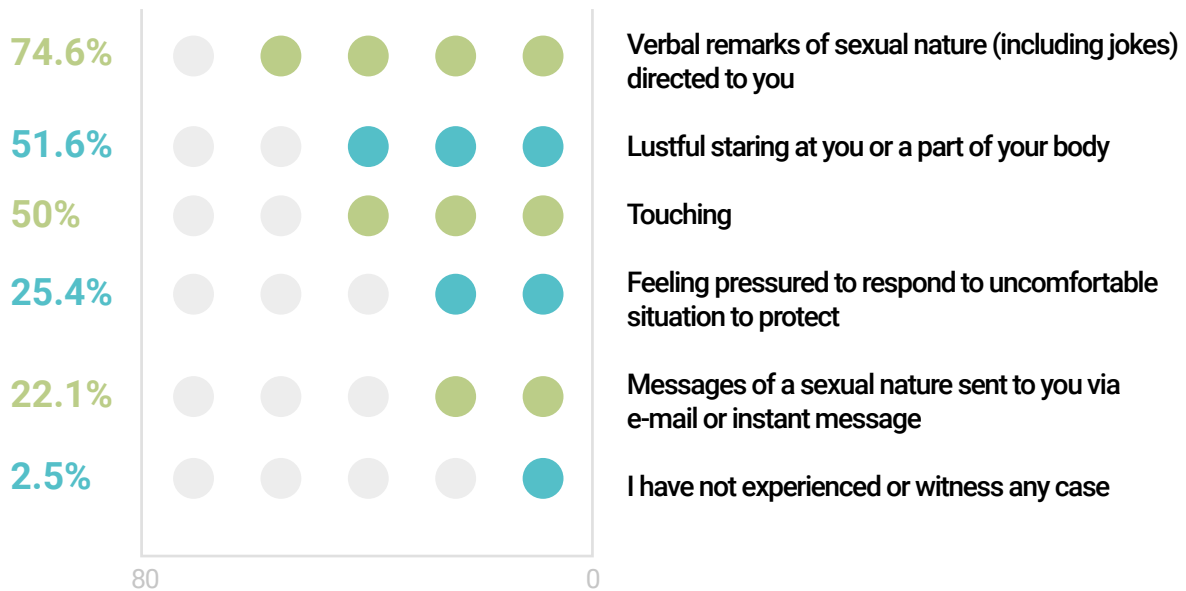 74.6%
Verbal remarks of sexual nature (including jokes)
directed to you
51.6%
Lustful staring at you or a part of your body
50%
Touching
25.4%
Feeling pressured to respond to uncomfortable
situation to protect
22.1%
Messages of a sexual nature sent to you via
e-mail or instant message
2.5%
I have not experienced or witness any case
80
0